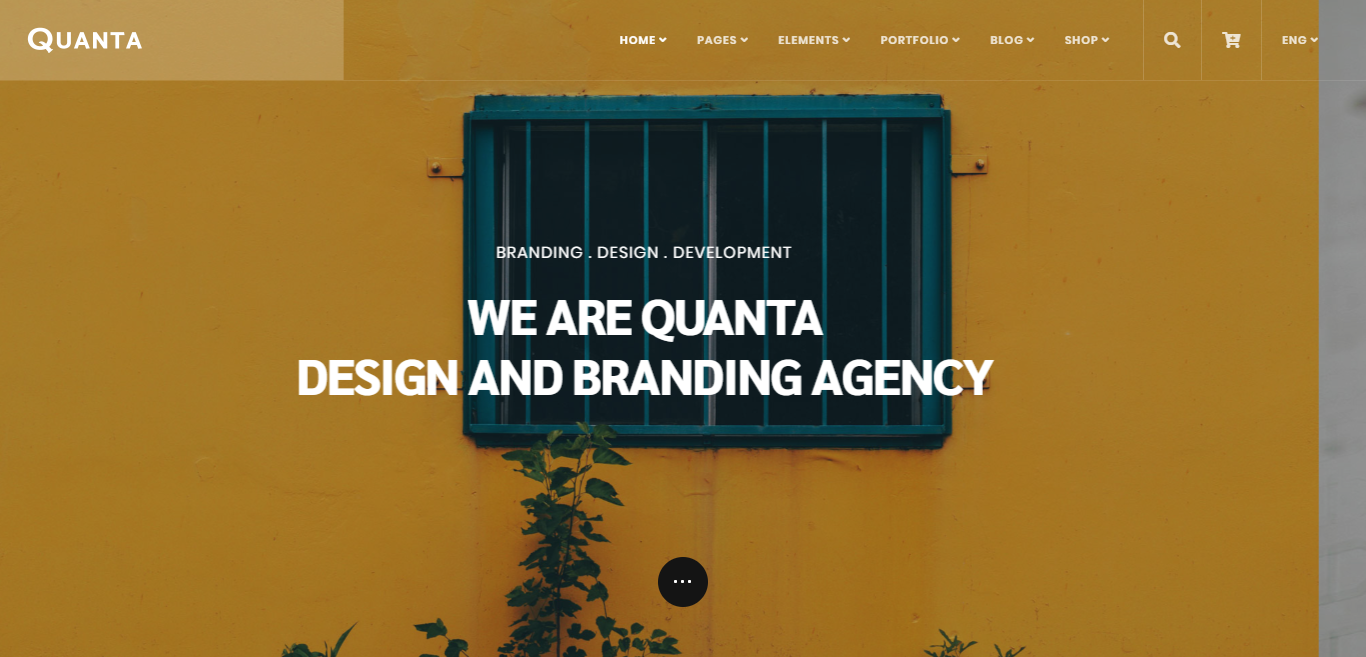 QUANTA
HOME PAGES ELEMENTS PORTFOLIO BLOG SHOP ENG
BRANDING . DESIGN . DEVELOPMENT
WE ARE QUANTA
DESIGN AND BRANDING AGENCY